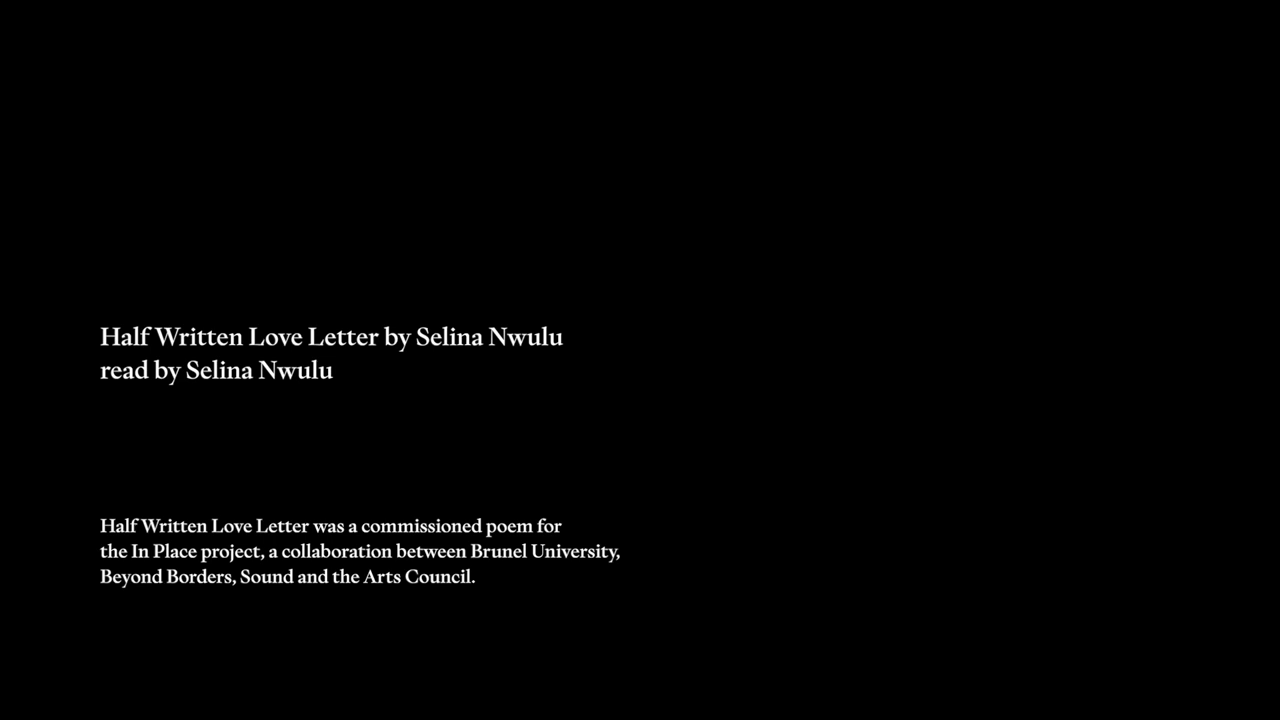 Half Written Love Letter by Selina Nwulu
read by Selina Nwulu
Half Written Love Letter was a commissioned poem for
the In Place project, a collaboration between Brunel University,
Beyond Borders, Sound and the Arts Council.